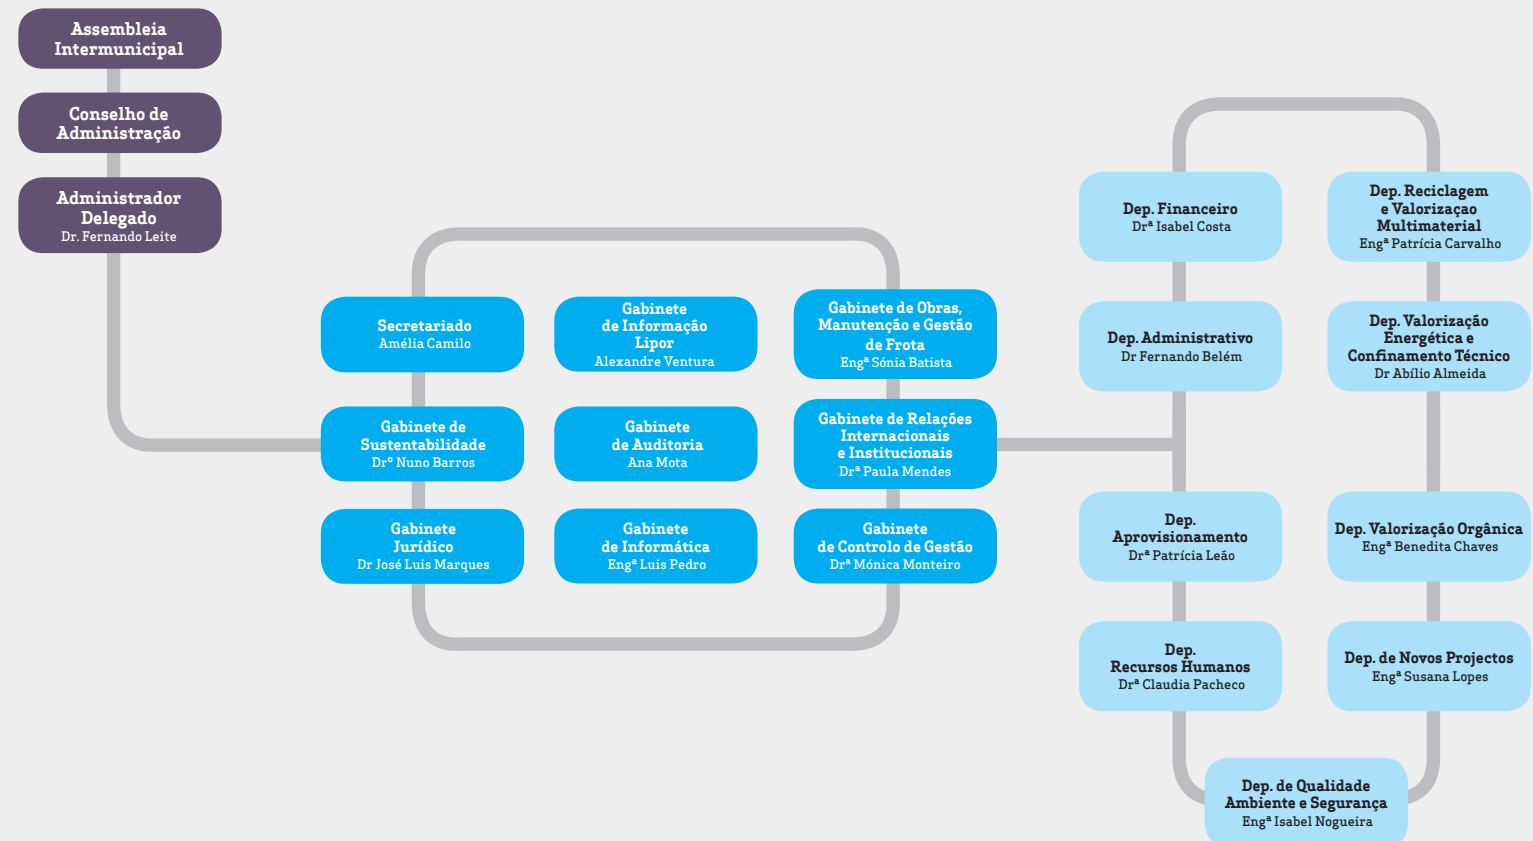 Assembleia
Intermunicipal
Conselho de
Administração
Administrador
Delegado
Dr. Fernando Leite
Secretariado
Amélia Camilo
Gabinete
de Informação
Lipor
Alexandre Ventura
Gabinete de Obras,
Manutenção e Gestão
de Frota
Engª Sónia Batista
Gabinete de
Sustentabilidade
Drº Nuno Barros
Gabinete
de Auditoria
Ana Mota
Gabinete de Relações
Internacionais
e Institucionais
Drª Paula Mendes
Gabinete
Jurídico
Dr José Luis Marques
Gabinete
de Informática
Engª Luis Pedro
Gabinete
de Controlo de Gestão
Drª Mónica Monteiro
Dep. Financeiro
Drª Isabel Costa
Dep. Reciclagem
e Valorizaçao
Multimaterial
Engª Patrícia Carvalho
Dep. Administrativo
Dr Fernando Belém
Dep. Valorização
Energética e
Confinamento Técnico
Dr Abílio Almeida
Dep.
Aprovisionamento
Drª Patrícia Leão
Dep. Valorização Orgânica
Engª Benedita Chaves
Dep.
Recursos Humanos
Drª Claudia Pacheco
Dep. de Novos Projectos
Engª Susana Lopes
Dep. de Qualidade
Ambiente e Segurança
Engª Isabel Nogueira